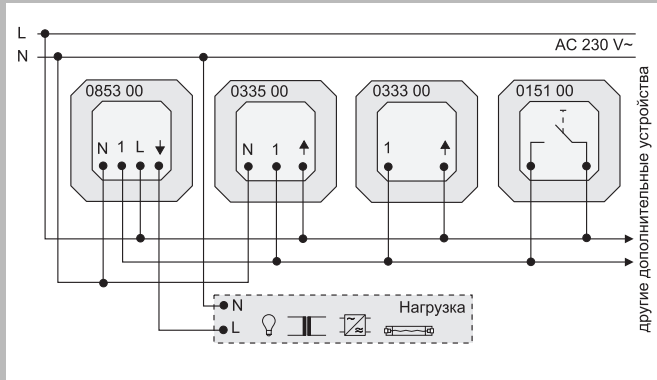 L
AC 230 V~
N
0853 00
0335 00
0333 00
0151 00
N 1 L
N 1
1
N
Нагрузка
L
другие дополнительные устройства